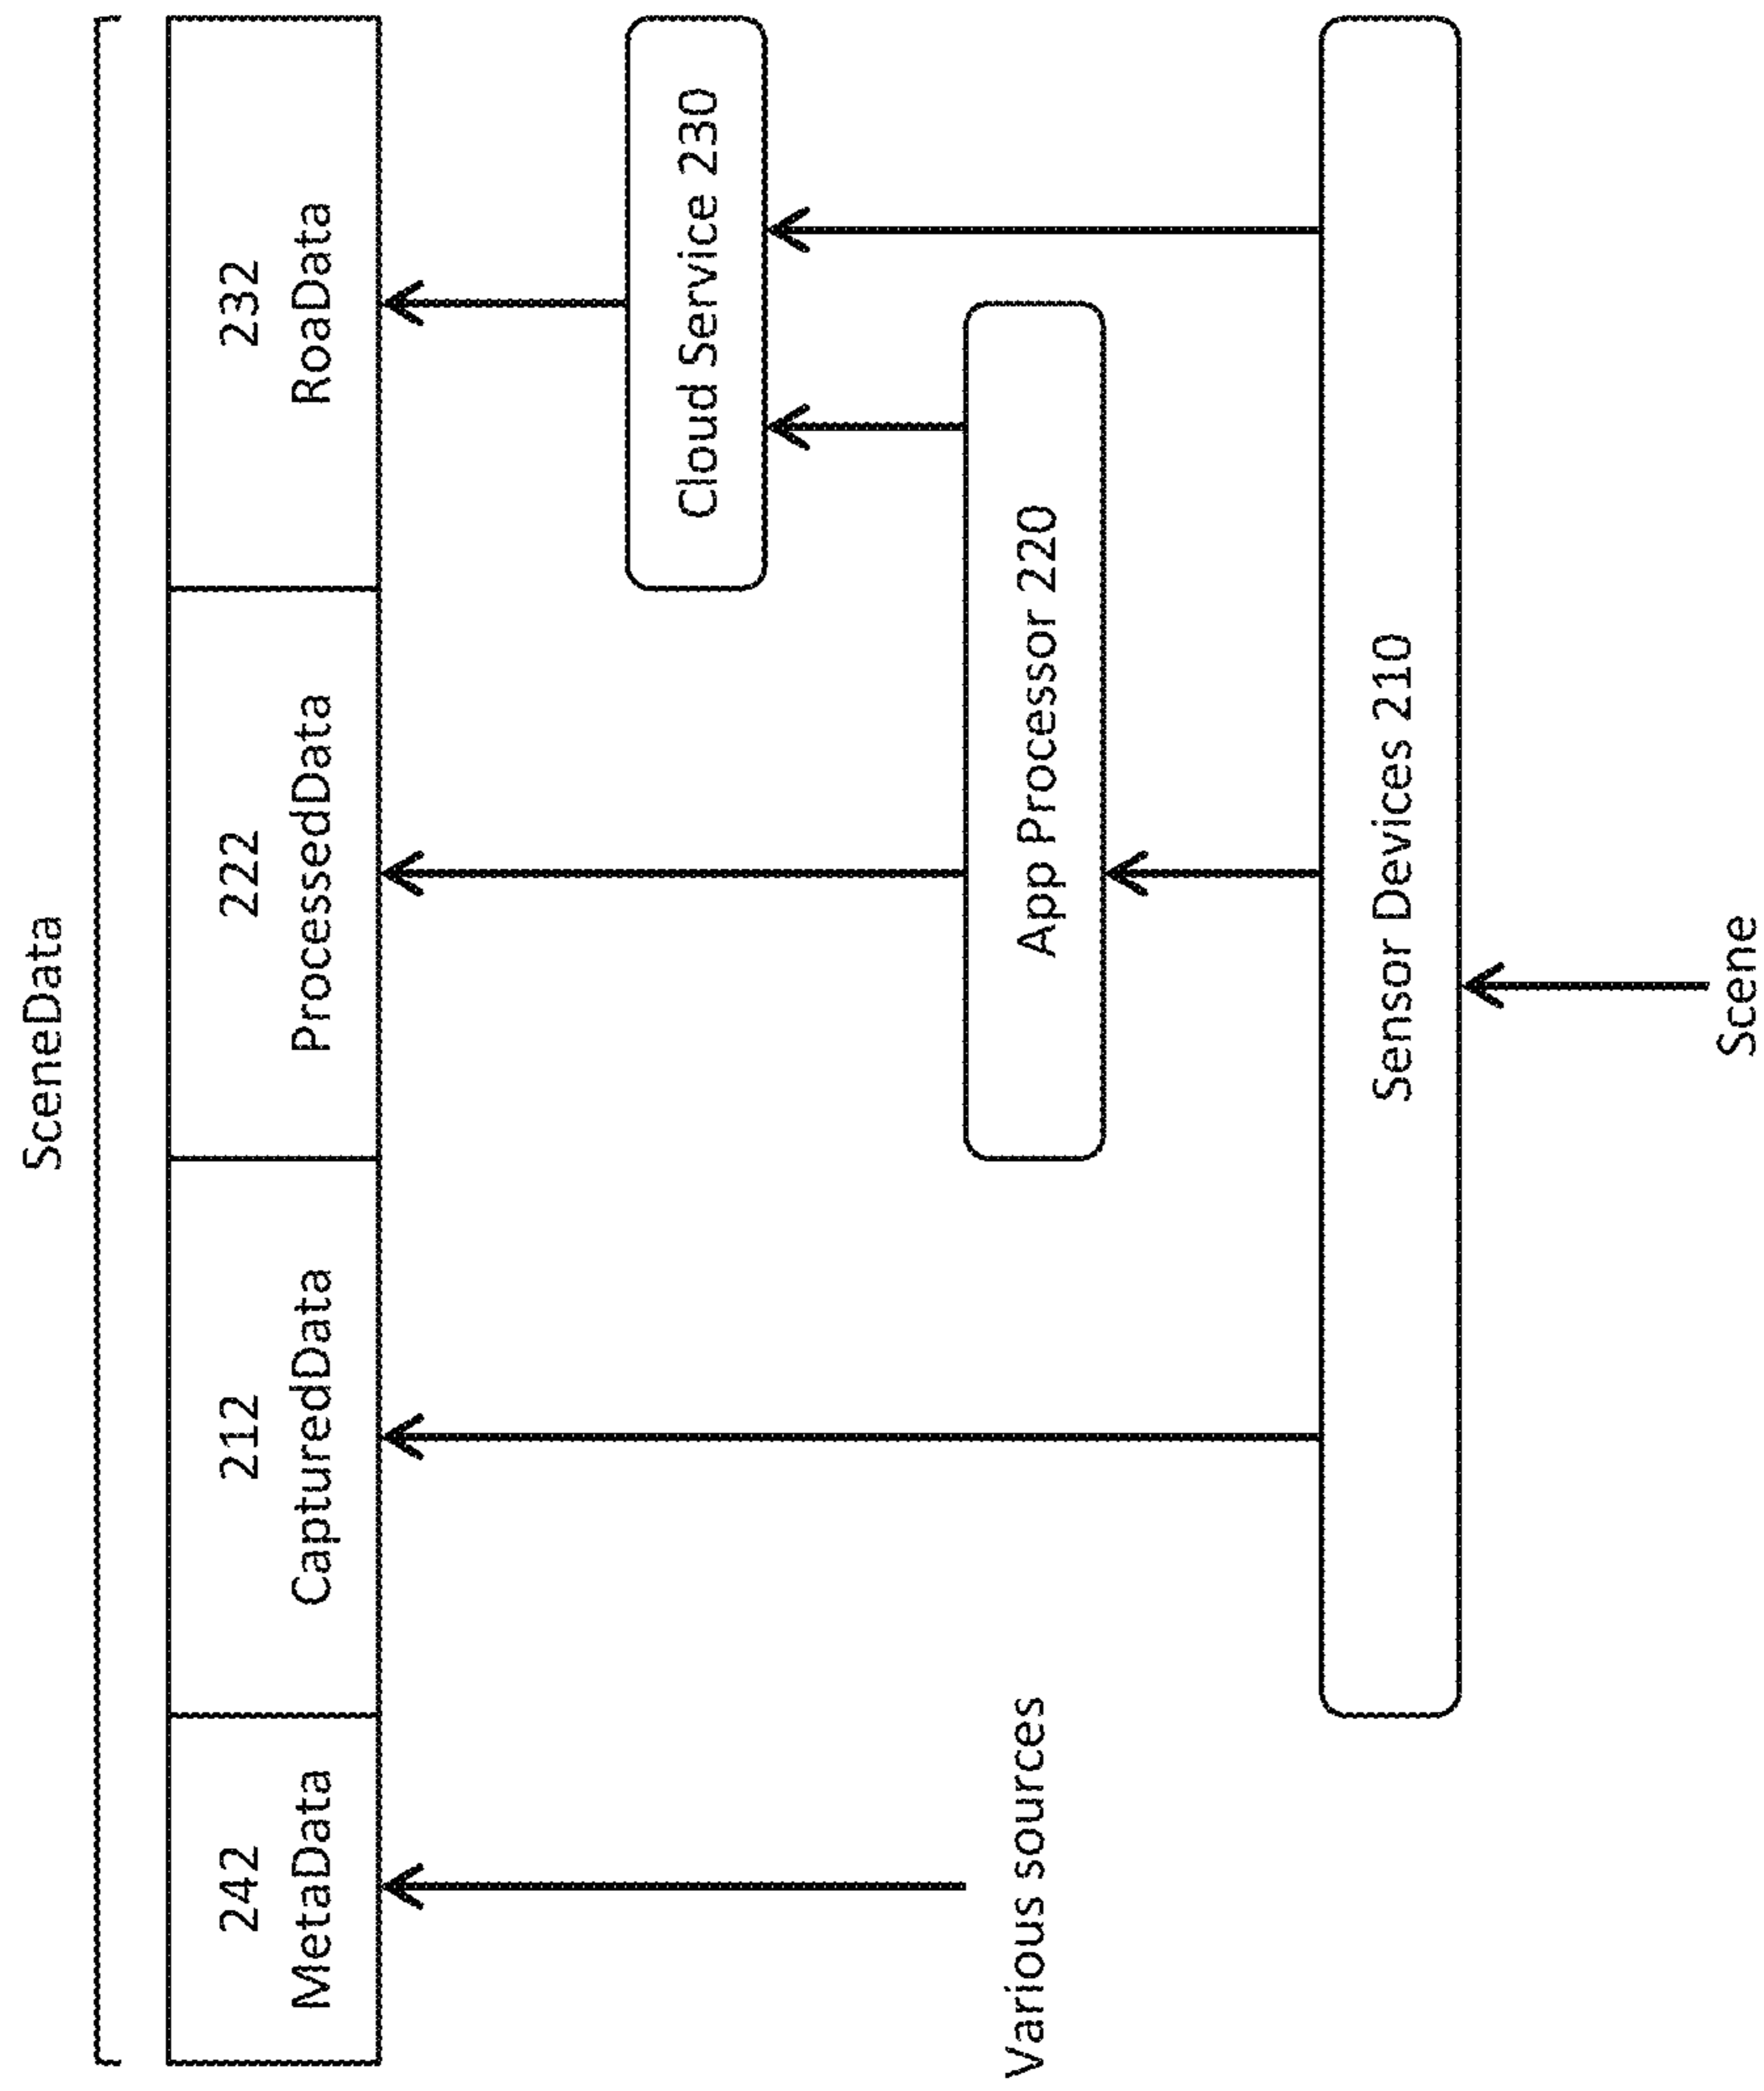 SceneData
242
MetaData
212
CapturedData
222
ProcessedData
232
RoaData
Cloud Service 230
Various sources
App Processor 220
Sensor Devices 210
Scene